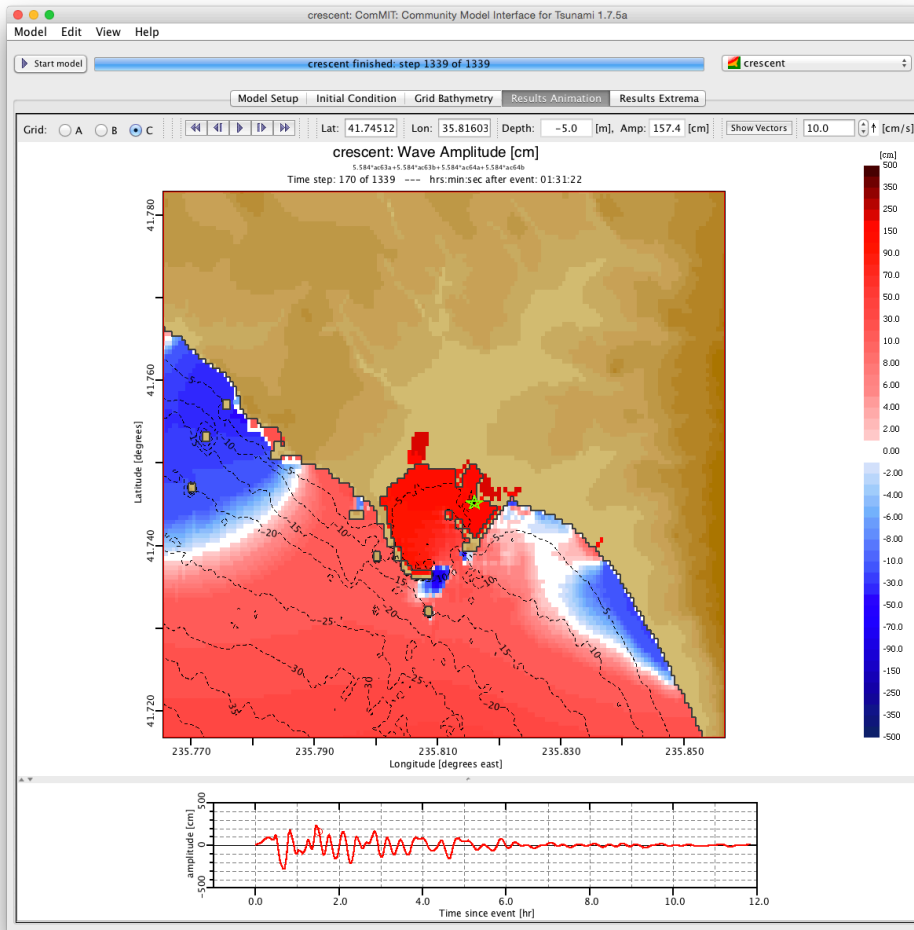 crescent: ComMIT: Community Model Interface for Tsunami 1.7.5a
Model Edit View Help
Start model crescent finished: step 1339 of 1339 crescent
Model Setup Initial Condition Grid Bathymetry Results Animation Results Extrema
Grid: A B C Lat: 41.74512 Lon: 35.81603 Depth: -5.0 [m], Amp: 157.4 [cm] Show Vectors 10.0 [cm/s]
crescent: Wave Amplitude [cm]
5.584*ac63a+5.584*ac63b+5.584*ac64a+5.584*ac64b
Time step: 170 of 1339 --- hrs:min:sec after event: 01:31:22
[cm]
500
350
250
150
90.0
70.0
50.0
30.0
10.0
8.00
6.00
4.00
2.00
0.00
-2.00
-4.00
-6.00
-8.00
-10.0
-30.0
-50.0
-70.0
-90.0
-150
-250
-350
-500
Latitude [degrees]
41.780
41.760
41.740
41.720
235.770 235.790 235.810 235.830 235.850
Longitude [degrees east]
amplitude [cm]
500
0
-500
0.0 2.0 4.0 6.0 8.0 10.0 12.0
Time since event [hr]